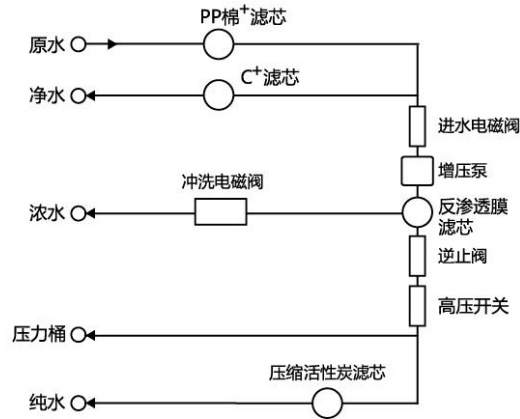 PP棉+滤芯
原水
C+滤芯
净水
进水电磁阀
增压泵
冲洗电磁阀
浓水
反渗透膜
滤芯
逆止阀
高压开关
压力桶
压缩活性炭滤芯
纯水